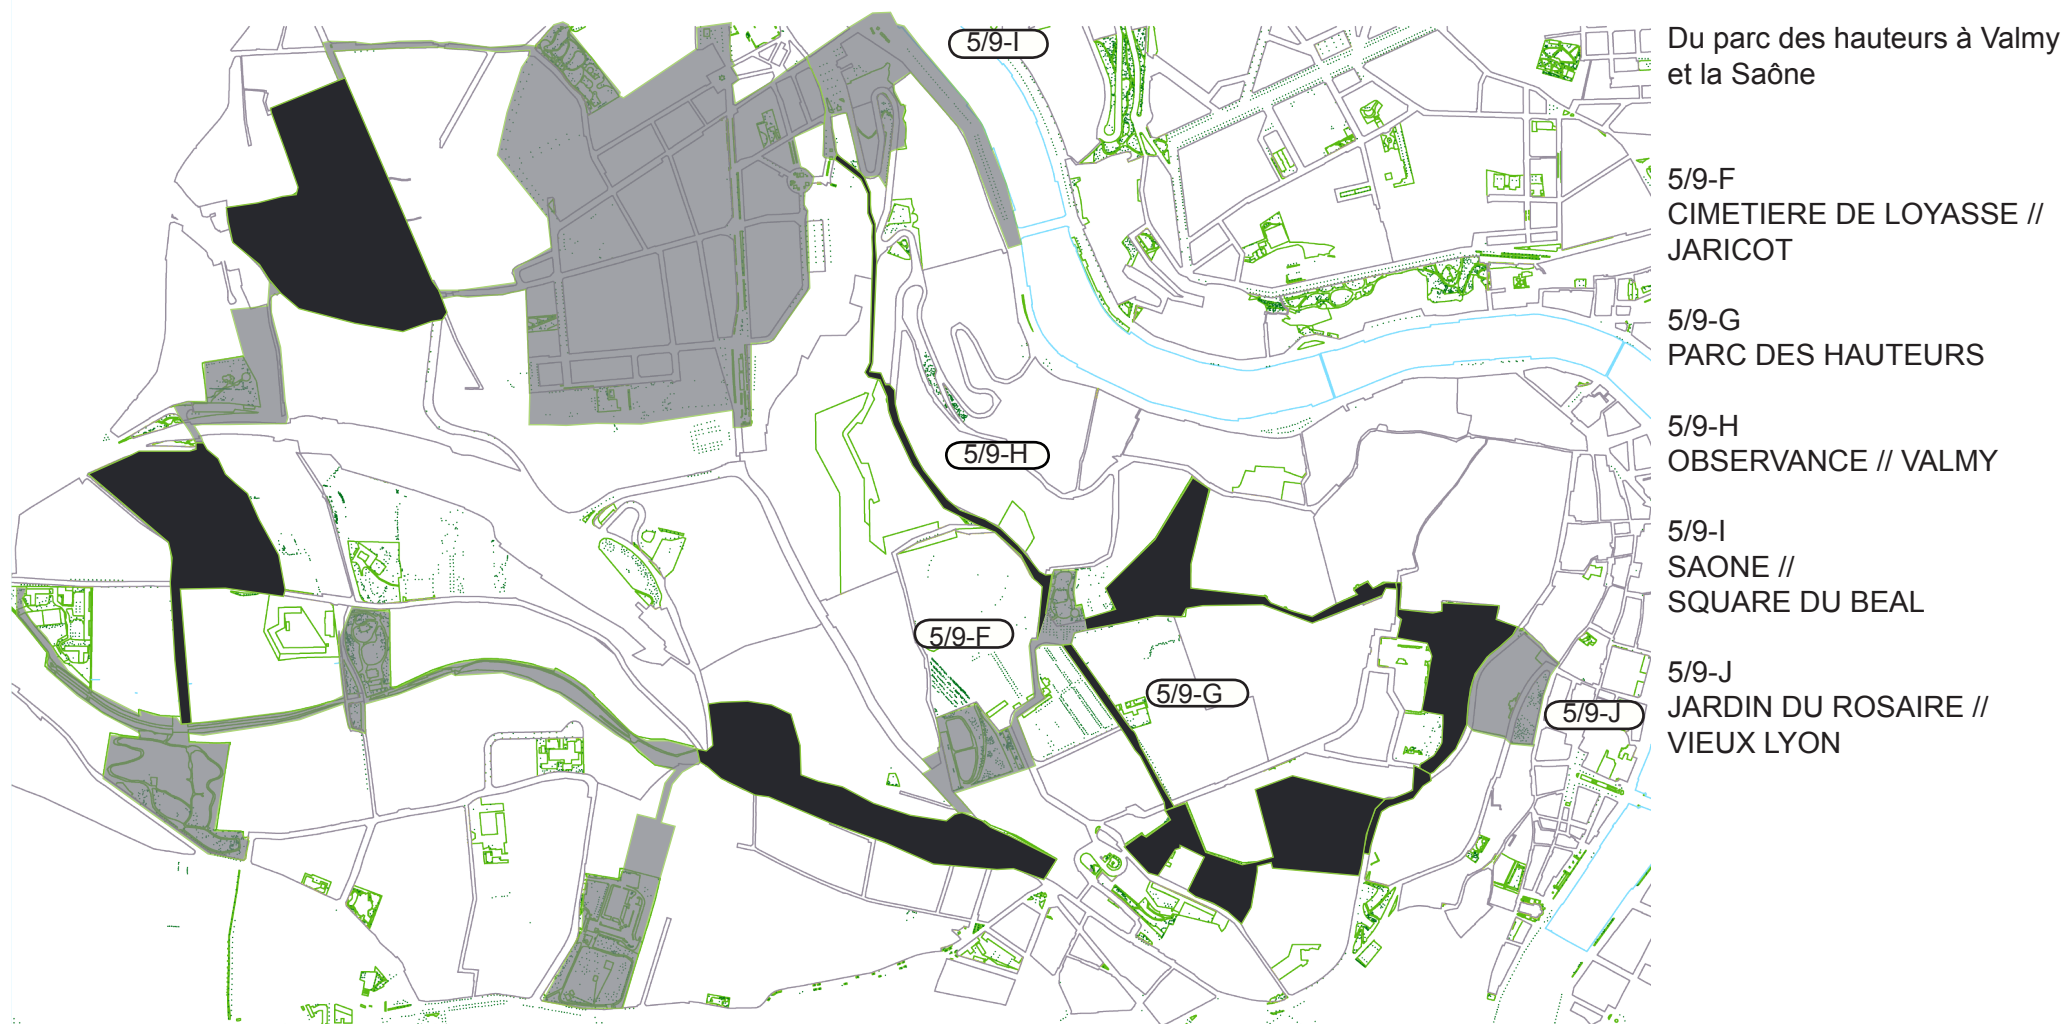 5/9-I
5/9-H
5/9-F
5/9-G
5/9-J
Du parc des hauteurs à Valmy
et la Saône
5/9-F
CIMETIERE DE LOYASSE //
JARICOT
5/9-G
PARC DES HAUTEURS
5/9-H
OBSERVANCE // VALMY
5/9-I
SAONE //
SQUARE DU BEAL
5/9-J
JARDIN DU ROSAIRE //
VIEUX LYON